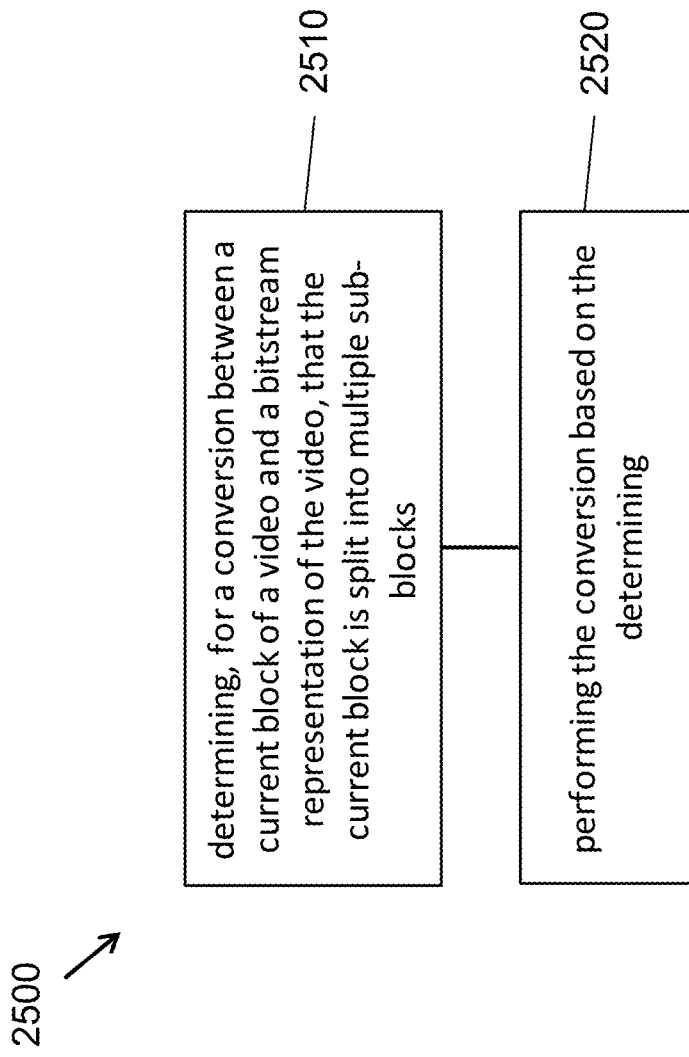 2500
determining, for a conversion between a
current block of a video and a bitstream
representation of the video, that the
current block is split into multiple sub-
blocks
2510
performing the conversion based on the
determining
2520